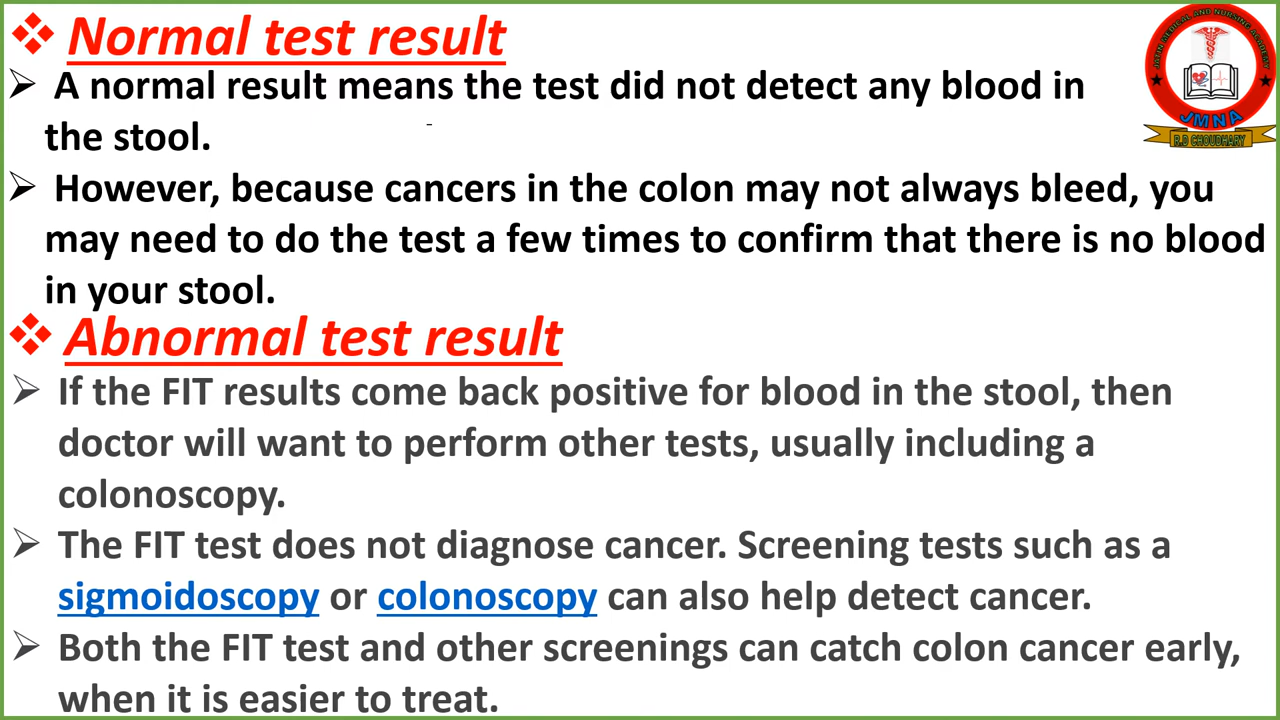 Normal test result
A normal result means the test did not detect any blood in
the stool.
However, because cancers in the colon may not always bleed, you
may need to do the test a few times to confirm that there is no blood
in your stool.
Abnormal test result
If the FIT results come back positive for blood in the stool, then
doctor will want to perform other tests, usually including a
colonoscopy.
The FIT test does not diagnose cancer. Screening tests such as a
sigmoidoscopy or colonoscopy can also help detect cancer.
Both the FIT test and other screenings can catch colon cancer early,
when it is easier to treat.
MEDICAL AND NURSING ACADEMY
JMNA
R.D CHOUDHARY